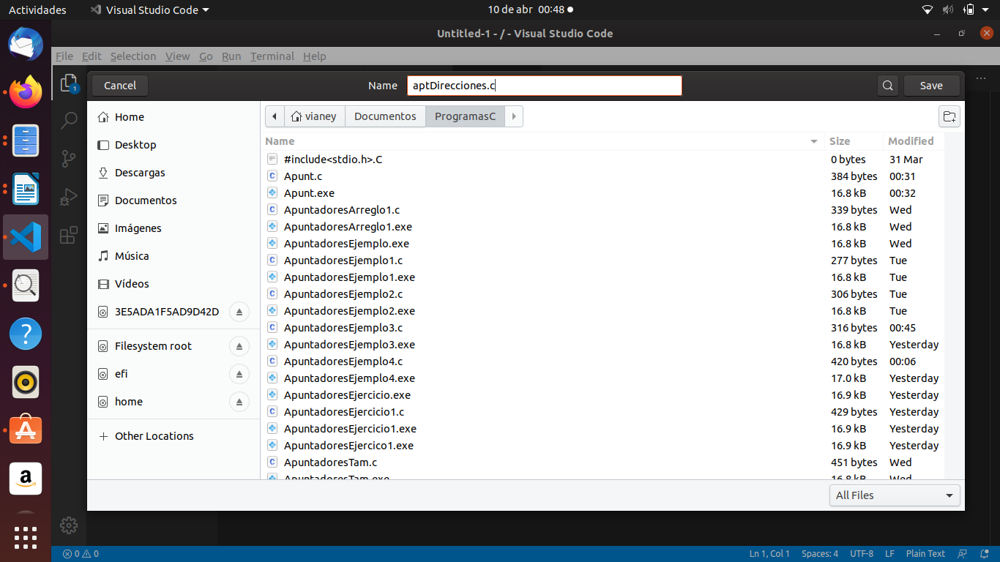 Actividades Visual Studio Code 10 de abr 00:48
Untitled-1 - / - Visual Studio Code
File Edit Selection View Go Run Terminal Help
Cancel Name aptDirecciones.c Save
1
Home
Desktop
Descargas
Documentos
Imágenes
Música
Vídeos
3E5ADA1F5AD9D42D
Filesystem root
efi
home
Other Locations
vianey Documentos ProgramasC
Name Size Modified
#include<stdio.h>.C 0 bytes 31 Mar
Apunt.c 384 bytes 00:31
Apunt.exe 16.8 kB 00:32
ApuntadoresArreglo1.c 339 bytes Wed
ApuntadoresArreglo1.exe 16.8 kB Wed
ApuntadoresEjemplo.exe 16.8 kB Wed
ApuntadoresEjemplo1.c 277 bytes Tue
ApuntadoresEjemplo1.exe 16.8 kB Tue
ApuntadoresEjemplo2.c 306 bytes Tue
ApuntadoresEjemplo2.exe 16.8 kB Tue
ApuntadoresEjemplo3.c 316 bytes 00:45
ApuntadoresEjemplo3.exe 16.8 kB Yesterday
ApuntadoresEjemplo4.c 420 bytes 00:06
ApuntadoresEjemplo4.exe 17.0 kB Yesterday
ApuntadoresEjercicio.exe 16.9 kB Yesterday
ApuntadoresEjercicio1.c 429 bytes Yesterday
ApuntadoresEjercicio1.exe 16.9 kB Yesterday
ApuntadoresEjercico1.exe 16.9 kB Yesterday
ApuntadoresTam.c 451 bytes Wed
ApuntadoresTam.exe 16.8 kB Wed
All Files
0 0 Ln 1, Col 1 Spaces: 4 UTF-8 LF Plain Text